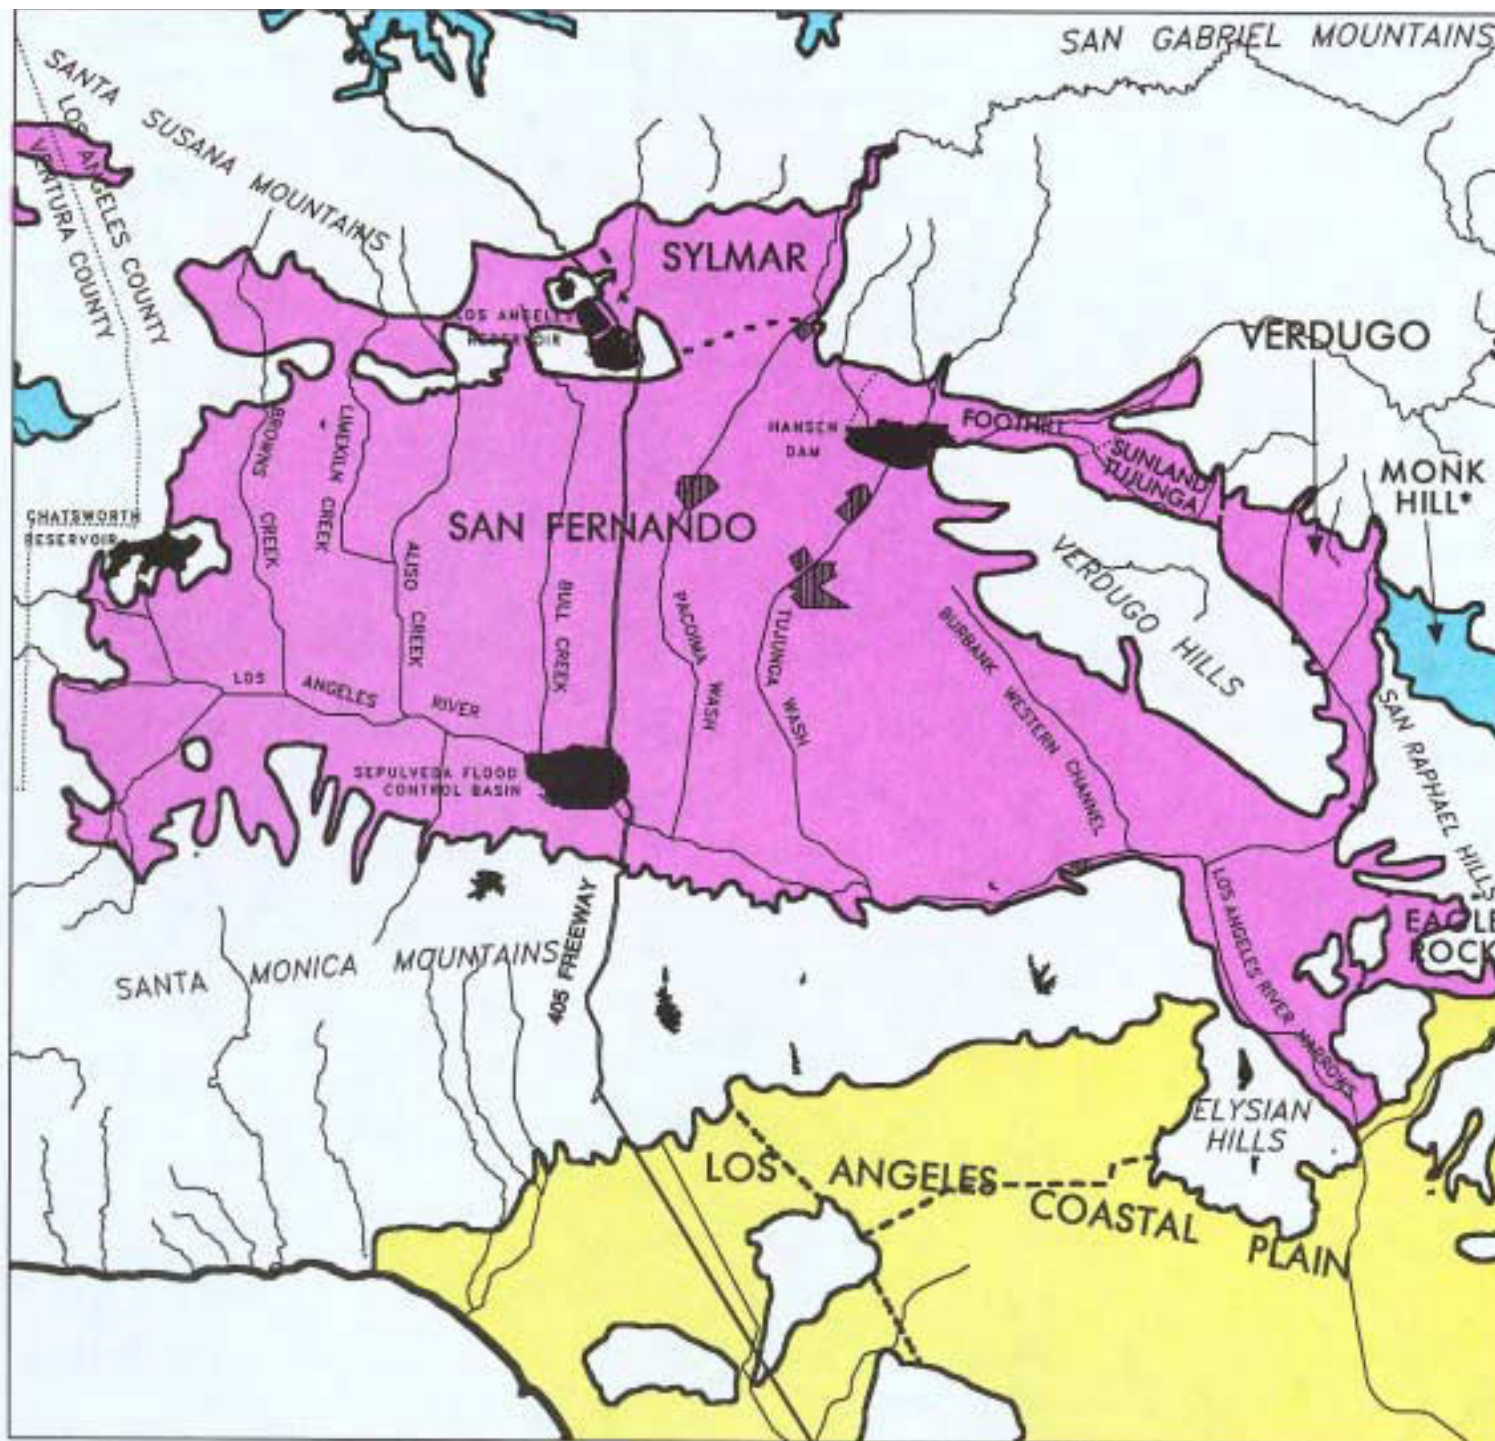 SAN GABRIEL MOUNTAINS
SANTA SUSANA MOUNTAINS
LOS ANGELES COUNTY
VENTURA COUNTY
SYLMAR
LOS ANGELES
RESERVOIR
VERDUGO
HANSEN
DAM
FOOTHILL
SUNLAND
TUJUNGA
MONK
HILL*
CHATSWORTH
RESERVOIR
BROWNS CREEK
LIMEKILN CREEK
ALISO CREEK
SAN FERNANDO
BULL CREEK
PACOIMA WASH
TUJUNGA WASH
BURBANK WESTERN CHANNEL
VERDUGO HILLS
LOS ANGELES RIVER
SEPULVEDA FLOOD
CONTROL BASIN
SAN RAPHAEL HILLS
EAGLE
ROCK
LOS ANGELES RIVER NARROWS
405 FREEWAY
SANTA MONICA MOUNTAINS
ELYSIAN
HILLS
LOS ANGELES
COASTAL PLAIN